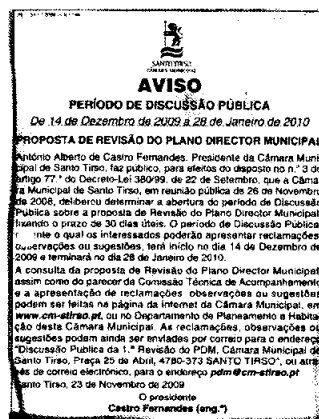 SANTO TIRSO
CÂMARA MUNICIPAL
AVISO
PERÍODO DE DISCUSSÃO PÚBLICA
De 14 de Dezembro de 2009 a 28 de Janeiro de 2010
PROPOSTA DE REVISÃO DO PLANO DIRECTOR MUNICIPAL
António Alberto de Castro Fernandes, Presidente da Câmara Muni
cipal de Santo Tirso, faz público, para efeitos do disposto no n.º 3 do
artigo 77.º do Decreto-Lei 380/99, de 22 de Setembro, que a Câma
ra Municipal de Santo Tirso, em reunião pública de 26 de Novembro
de 2008, deliberou determinar a abertura do período de Discussão
Pública sobre a proposta de Revisão do Plano Director Municipal
fixando o prazo de 30 dias úteis. O período de Discussão Pública
nte o qual os interessados poderão apresentar reclamações
observações ou sugestões, terá início no dia 14 de Dezembro de
2009 e terminará no dia 28 de Janeiro de 2010.
A consulta da proposta de Revisão do Plano Director Municipal
assim como do parecer da Comissão Técnica de Acompanhamento
e a apresentação de reclamações observações ou sugestões
podem ser feitas na página da internet da Câmara Municipal, em
www.cm-stirso.pt, ou no Departamento de Planeamento e Habita
ção desta Câmara Municipal. As reclamações, observações ou
sugestões podem ainda ser enviadas por correio para o endereço
"Discussão Pública da 1.ª Revisão do PDM, Câmara Municipal de
Santo Tirso, Praça 25 de Abril, 4780-373 SANTO TIRSO", ou atra
vés de correio electrónico, para o endereço pdm@cm-stirso.pt
Santo Tirso, 23 de Novembro de 2009
O presidente
Castro Fernandes (eng.º)